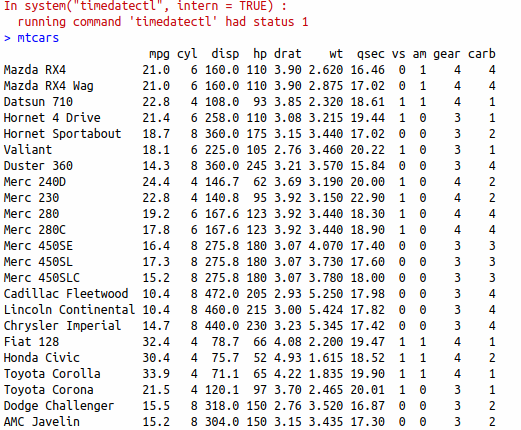 In system("timedatectl", intern = TRUE) :
  running command 'timedatectl' had status 1
> mtcars
                     mpg cyl  disp  hp drat    wt  qsec vs am gear carb
Mazda RX4           21.0   6 160.0 110 3.90 2.620 16.46  0  1    4    4
Mazda RX4 Wag       21.0   6 160.0 110 3.90 2.875 17.02  0  1    4    4
Datsun 710          22.8   4 108.0  93 3.85 2.320 18.61  1  1    4    1
Hornet 4 Drive      21.4   6 258.0 110 3.08 3.215 19.44  1  0    3    1
Hornet Sportabout   18.7   8 360.0 175 3.15 3.440 17.02  0  0    3    2
Valiant             18.1   6 225.0 105 2.76 3.460 20.22  1  0    3    1
Duster 360          14.3   8 360.0 245 3.21 3.570 15.84  0  0    3    4
Merc 240D           24.4   4 146.7  62 3.69 3.190 20.00  1  0    4    2
Merc 230            22.8   4 140.8  95 3.92 3.150 22.90  1  0    4    2
Merc 280            19.2   6 167.6 123 3.92 3.440 18.30  1  0    4    4
Merc 280C           17.8   6 167.6 123 3.92 3.440 18.90  1  0    4    4
Merc 450SE          16.4   8 275.8 180 3.07 4.070 17.40  0  0    3    3
Merc 450SL          17.3   8 275.8 180 3.07 3.730 17.60  0  0    3    3
Merc 450SLC         15.2   8 275.8 180 3.07 3.780 18.00  0  0    3    3
Cadillac Fleetwood  10.4   8 472.0 205 2.93 5.250 17.98  0  0    3    4
Lincoln Continental 10.4   8 460.0 215 3.00 5.424 17.82  0  0    3    4
Chrysler Imperial   14.7   8 440.0 230 3.23 5.345 17.42  0  0    3    4
Fiat 128            32.4   4  78.7  66 4.08 2.200 19.47  1  1    4    1
Honda Civic         30.4   4  75.7  52 4.93 1.615 18.52  1  1    4    2
Toyota Corolla      33.9   4  71.1  65 4.22 1.835 19.90  1  1    4    1
Toyota Corona       21.5   4 120.1  97 3.70 2.465 20.01  1  0    3    1
Dodge Challenger    15.5   8 318.0 150 2.76 3.520 16.87  0  0    3    2
AMC Javelin         15.2   8 304.0 150 3.15 3.435 17.30  0  0    3    2